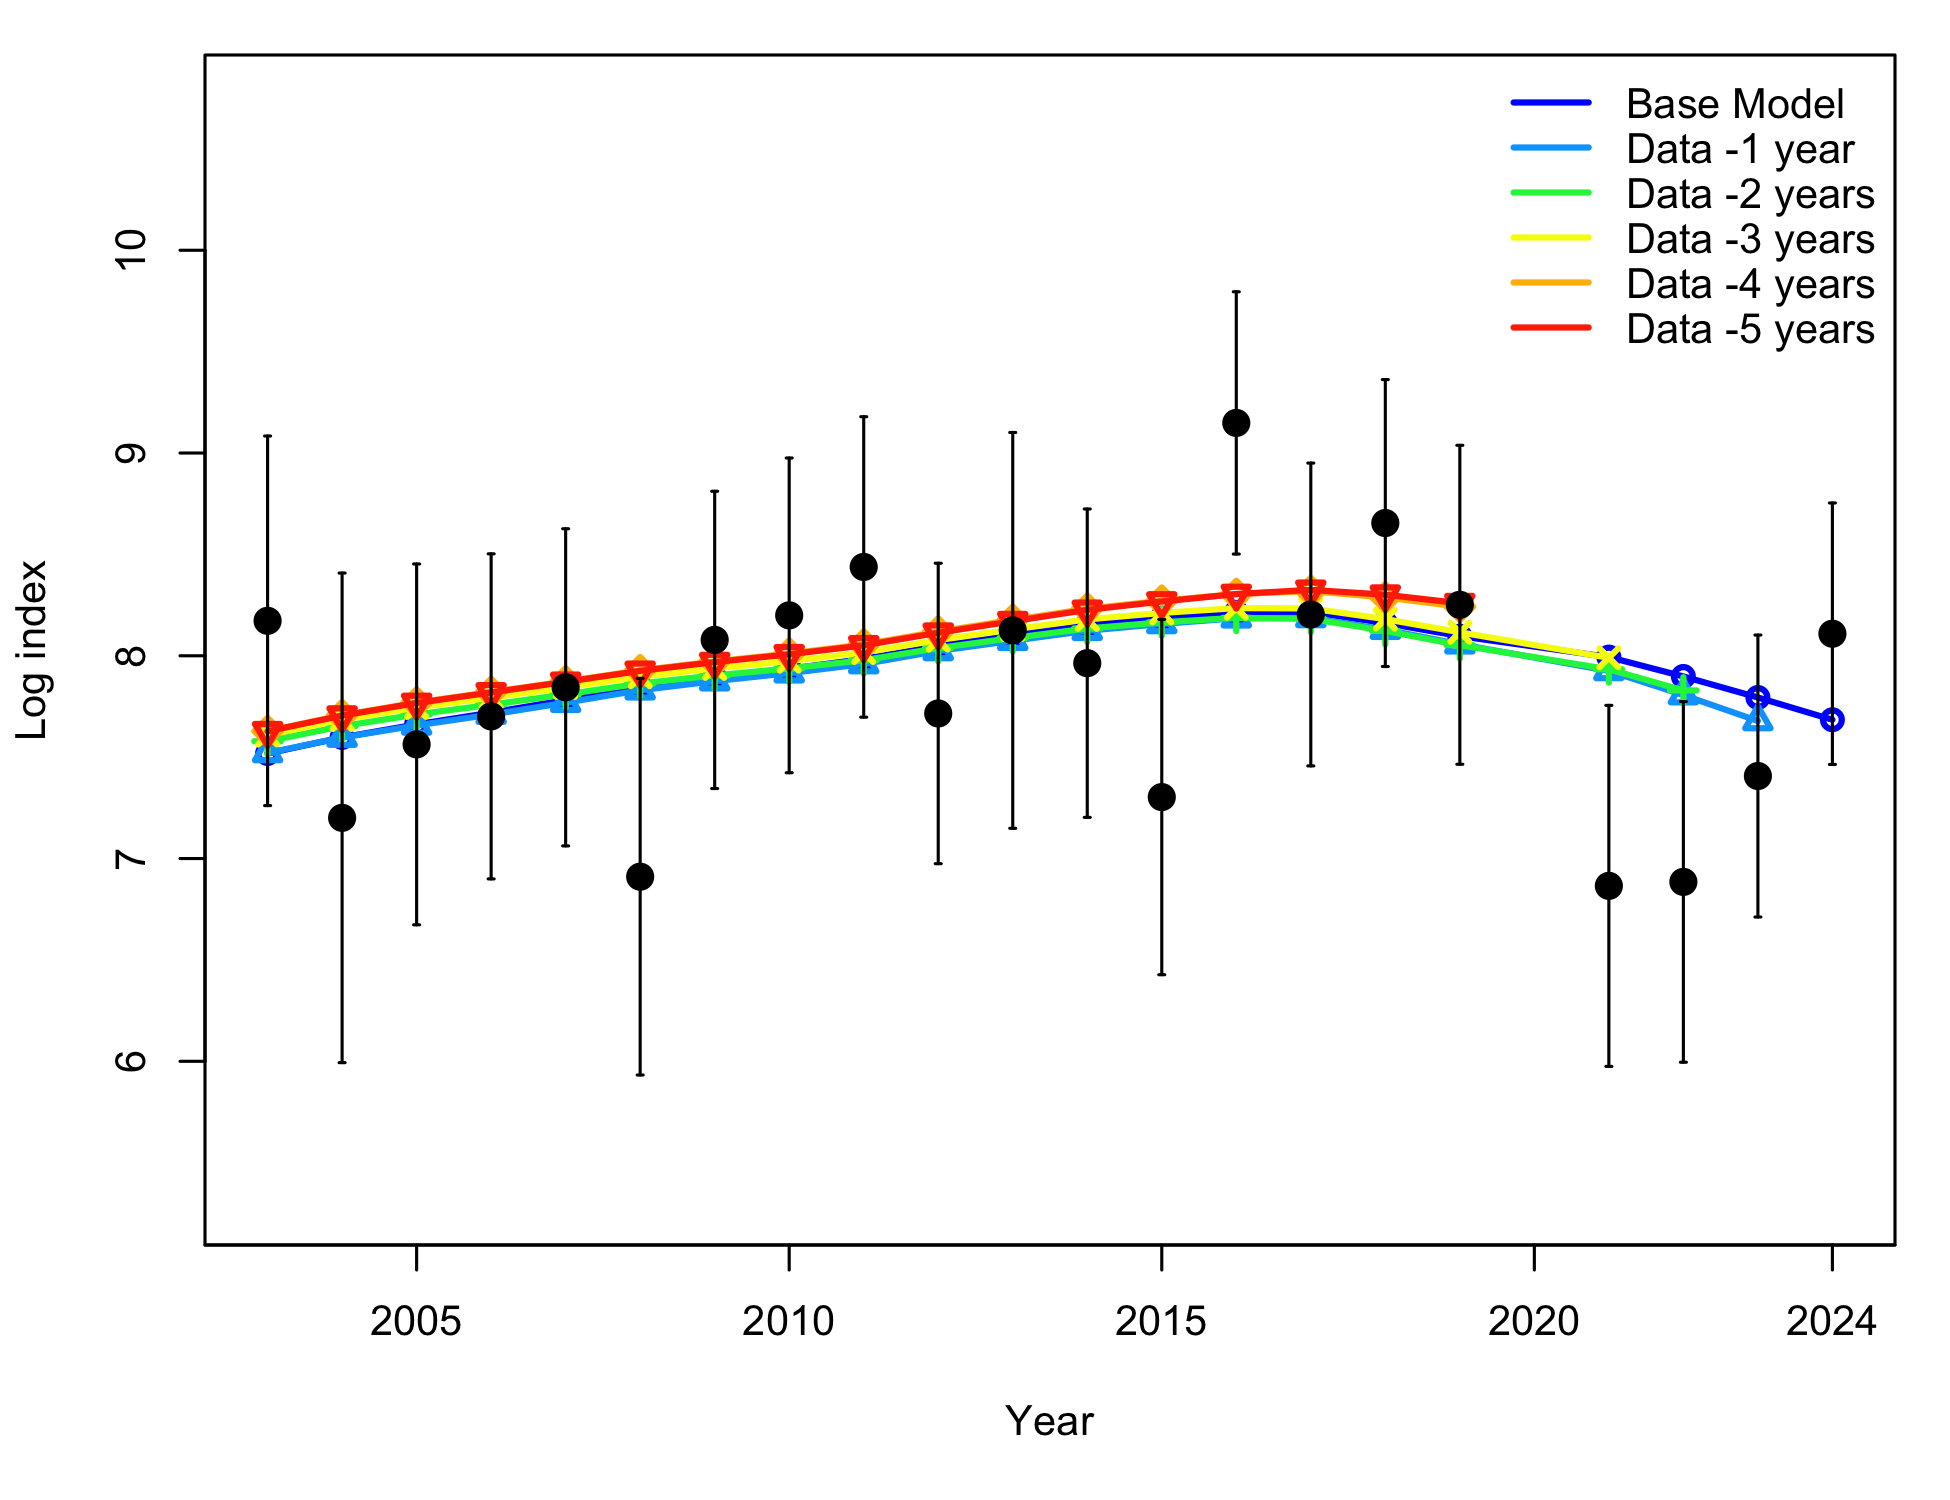 Base Model
Data -1 year
Data -2 years
Data -3 years
Data -4 years
Data -5 years
Log index
10
9
8
7
6
2005 2010 2015 2020 2024
Year